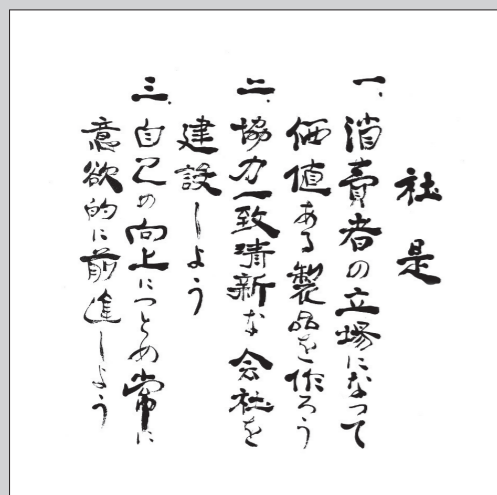 社是
一、消費者の立場になって
価値ある製品を作ろう
二、協力一致清新な会社を
建設しよう
三、自己の向上につとめ常に
意欲的に前進しよう